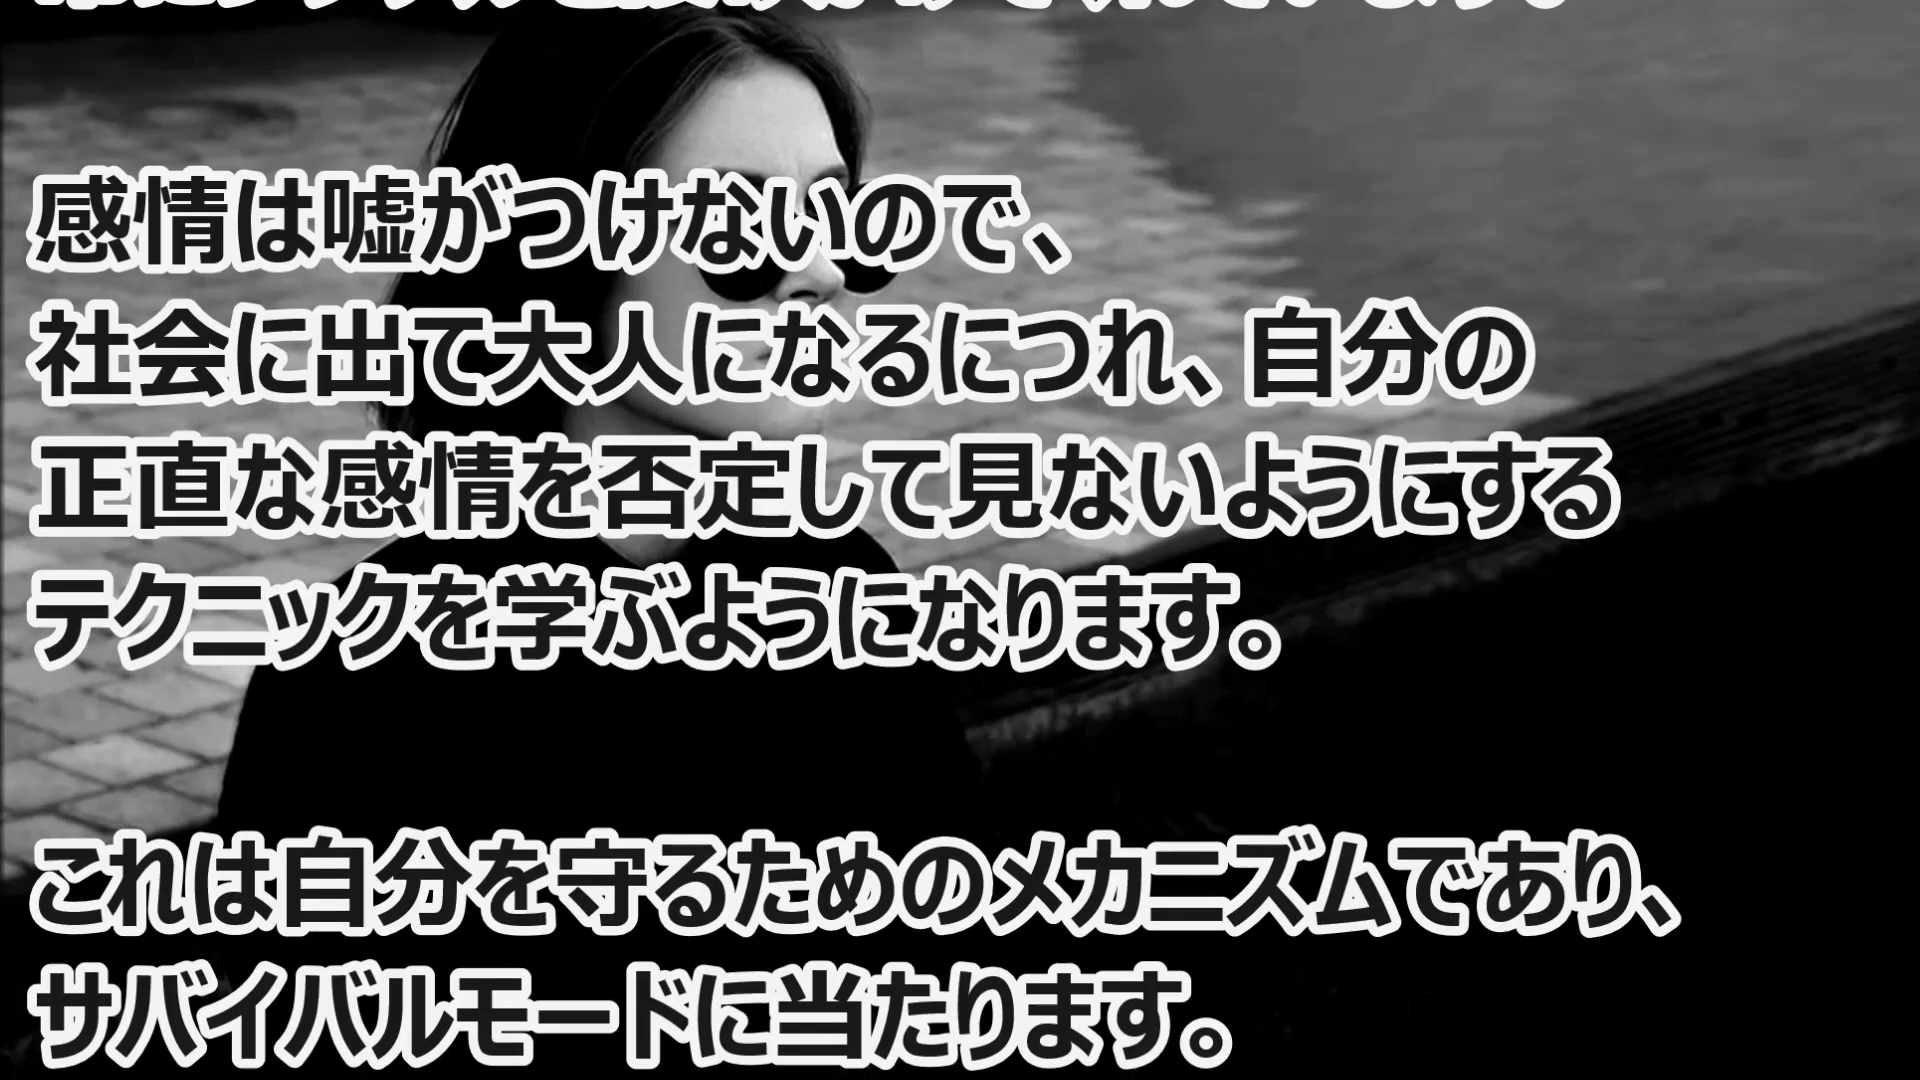 感情は嘘がつけないので、
社会に出て大人になるにつれ、自分の
正直な感情を否定して見ないようにする
テクニックを学ぶようになります。
これは自分を守るためのメカニズムであり、
サバイバルモードに当たります。